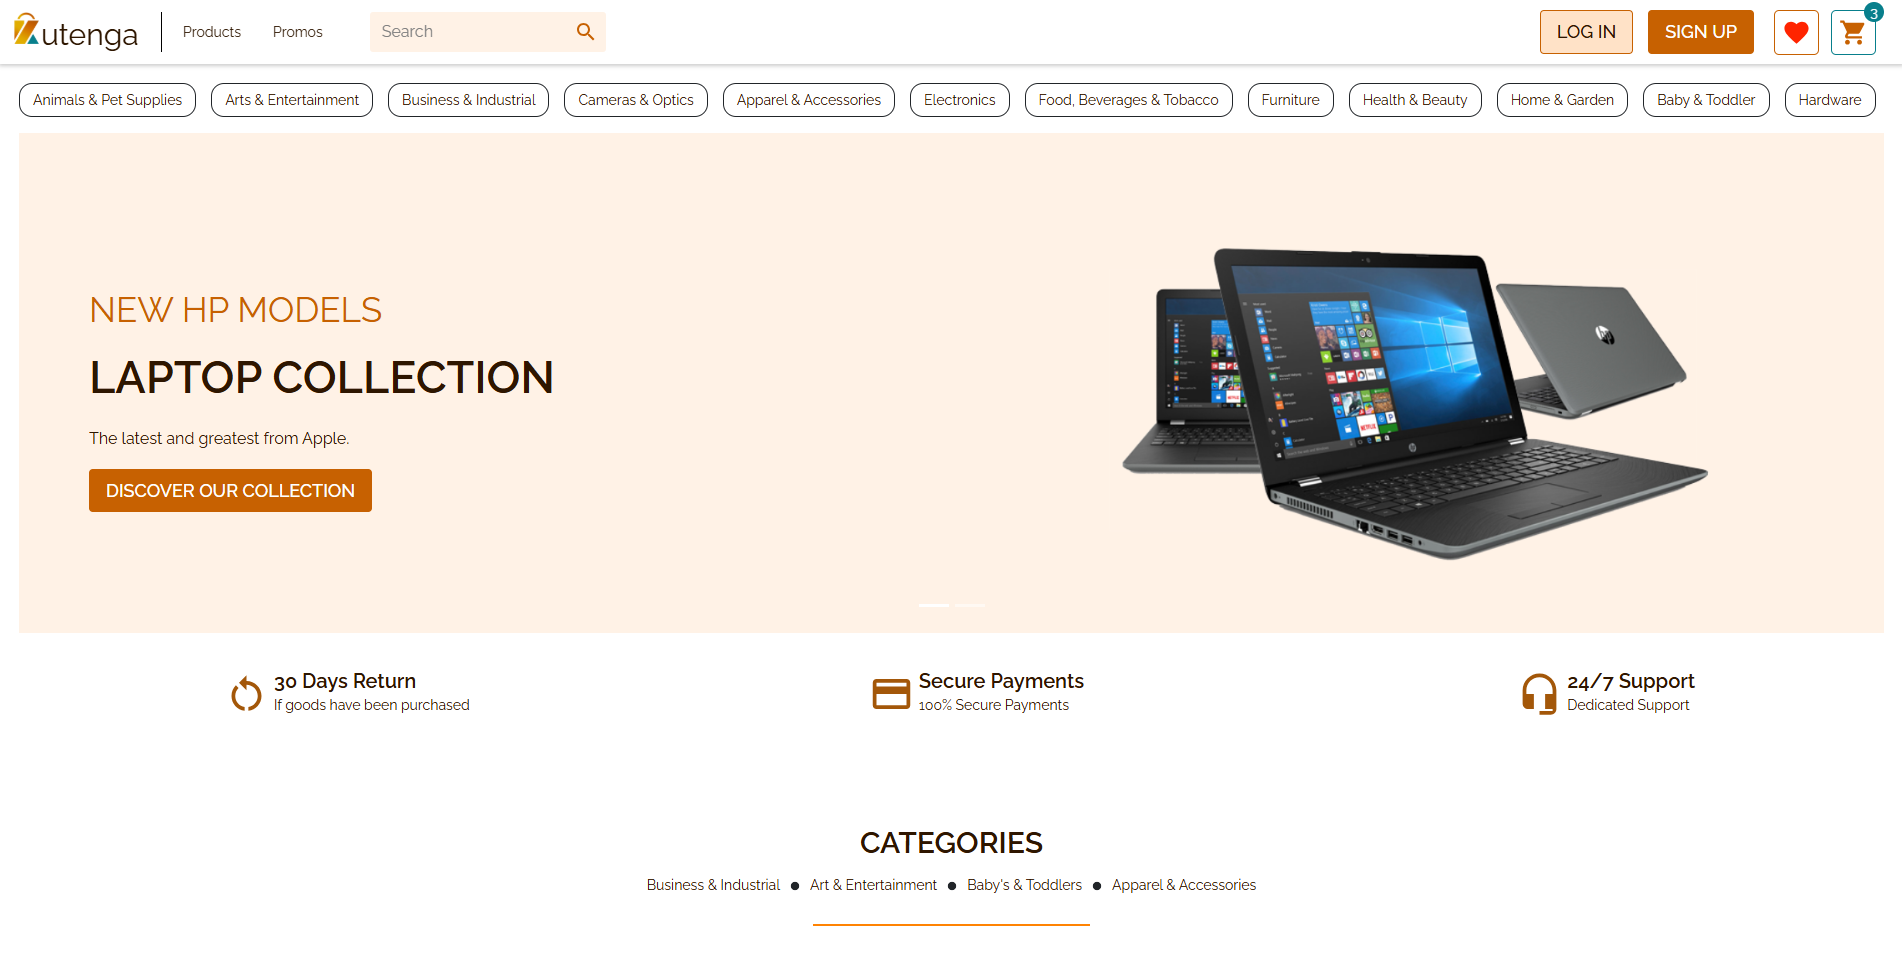 Zutenga
Products
Promos
Search
LOG IN
SIGN UP
3
Animals & Pet Supplies
Arts & Entertainment
Business & Industrial
Cameras & Optics
Apparel & Accessories
Electronics
Food, Beverages & Tobacco
Furniture
Health & Beauty
Home & Garden
Baby & Toddler
Hardware
NEW HP MODELS
LAPTOP COLLECTION
The latest and greatest from Apple.
DISCOVER OUR COLLECTION
hp
NETFLIX
30 Days Return
If goods have been purchased
Secure Payments
100% Secure Payments
24/7 Support
Dedicated Support
CATEGORIES
Business & Industrial ● Art & Entertainment ● Baby's & Toddlers ● Apparel & Accessories